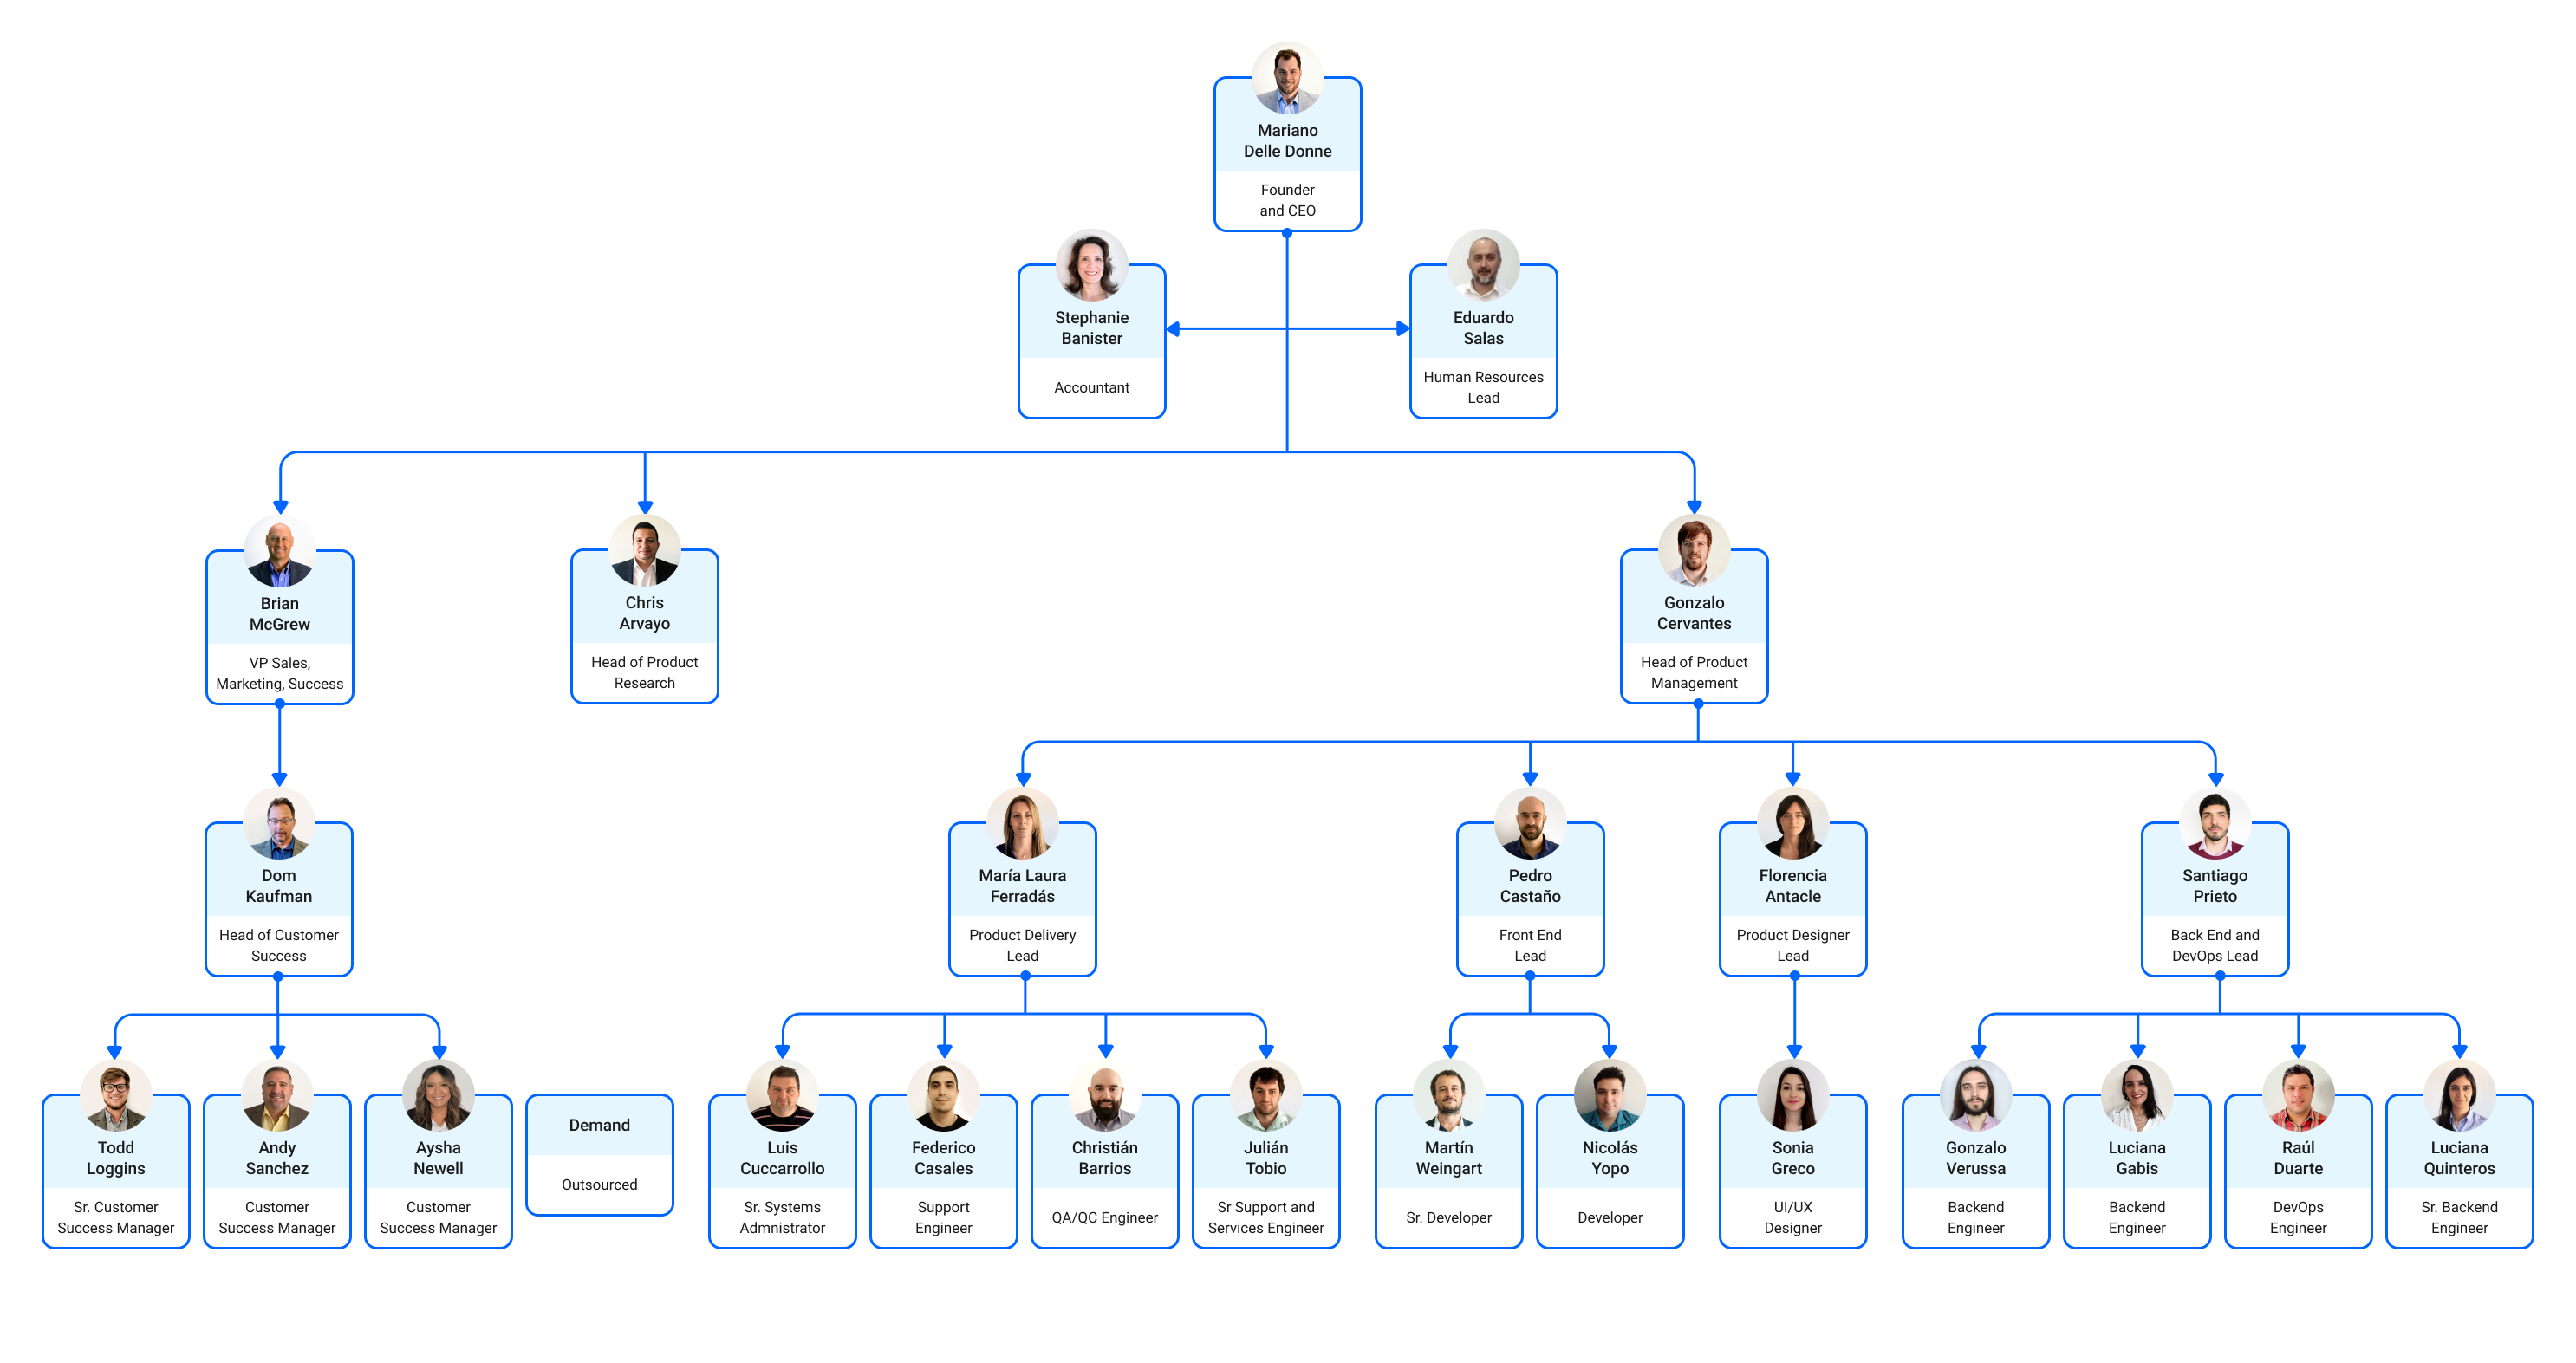 Mariano
Delle Donne
Founder
and CEO
Stephanie
Banister
Accountant
Eduardo
Salas
Human Resources
Lead
Brian
McGrew
VP Sales,
Marketing, Success
Chris
Arvayo
Head of Product
Research
Gonzalo
Cervantes
Head of Product
Management
Dom
Kaufman
Head of Customer
Success
María Laura
Ferradás
Product Delivery
Lead
Pedro
Castaño
Front End
Lead
Florencia
Antacle
Product Designer
Lead
Santiago
Prieto
Back End and
DevOps Lead
Todd
Loggins
Sr. Customer
Success Manager
Andy
Sanchez
Customer
Success Manager
Aysha
Newell
Customer
Success Manager
Demand
Outsourced
Luis
Cuccarrollo
Sr. Systems
Admnistrator
Federico
Casales
Support
Engineer
Christián
Barrios
QA/QC Engineer
Julián
Tobio
Sr Support and
Services Engineer
Martín
Weingart
Sr. Developer
Nicolás
Yopo
Developer
Sonia
Greco
UI/UX
Designer
Gonzalo
Verussa
Backend
Engineer
Luciana
Gabis
Backend
Engineer
Raúl
Duarte
DevOps
Engineer
Luciana
Quinteros
Sr. Backend
Engineer